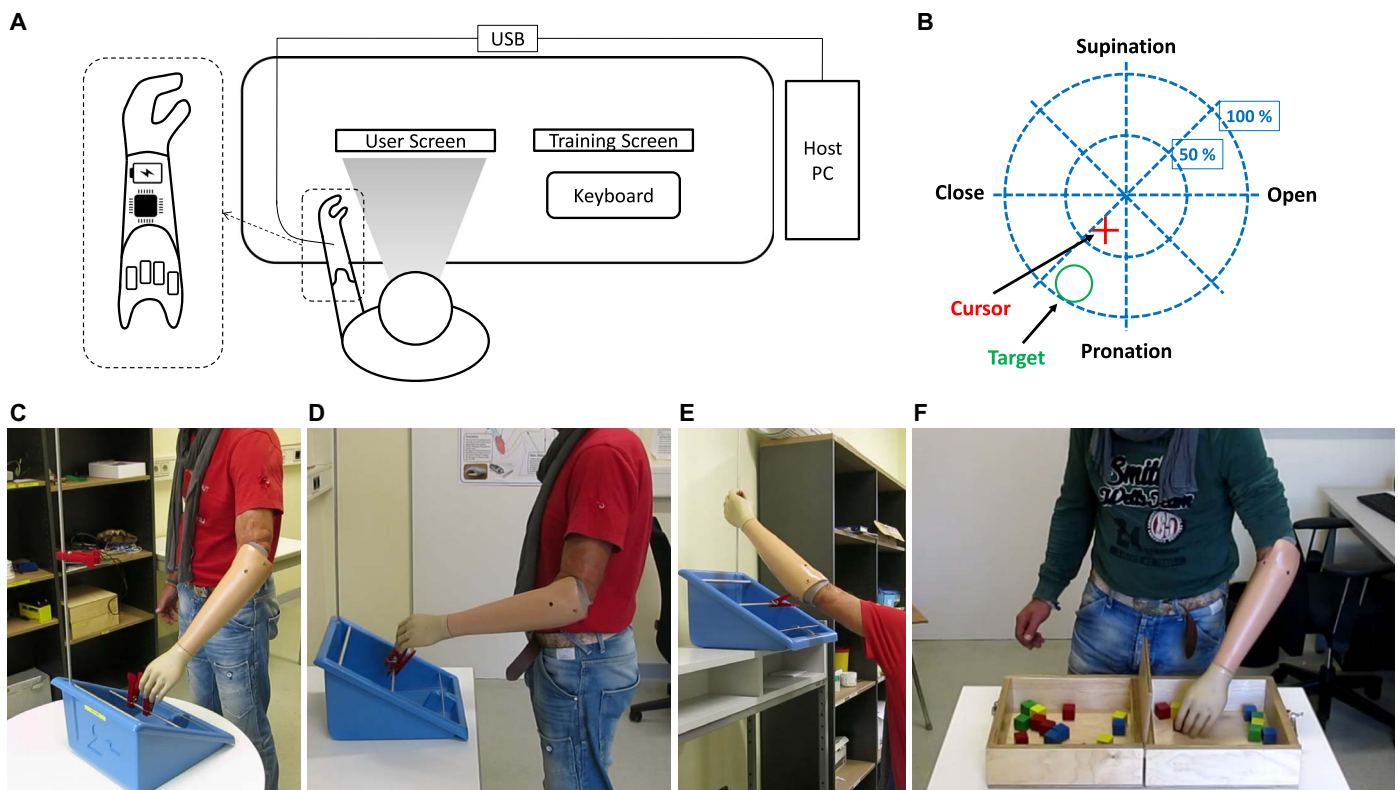 A
USB
User Screen
Training Screen
Keyboard
Host
PC
B
Supination
100 %
50 %
Close
Open
Cursor
Target
Pronation
C
D
E
F
Smith